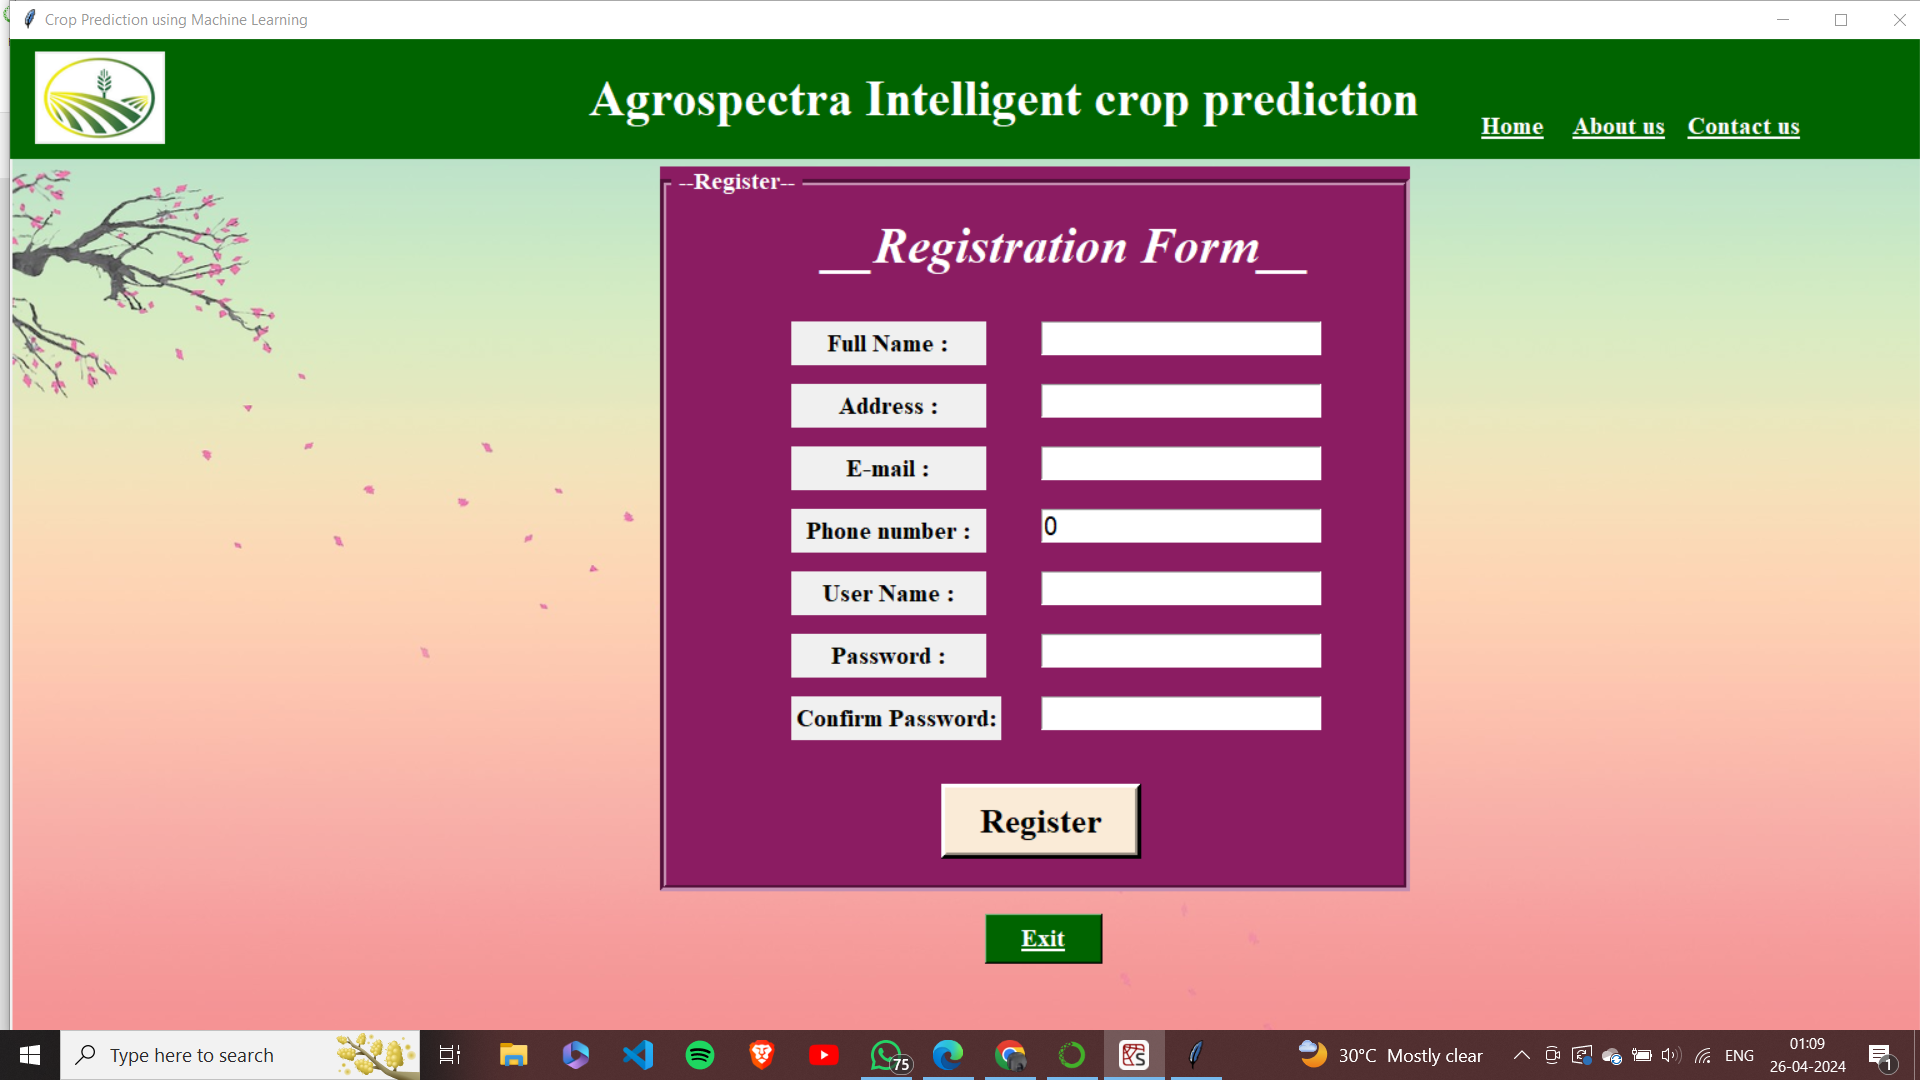 Crop Prediction using Machine Learning
Agrospectra Intelligent crop prediction
Home About us Contact us
--Register--
__Registration Form__
Full Name :
Address :
E-mail :
Phone number : 0
User Name :
Password :
Confirm Password:
Register
Exit
Type here to search
75
30°C Mostly clear
ENG
01:09
26-04-2024
1